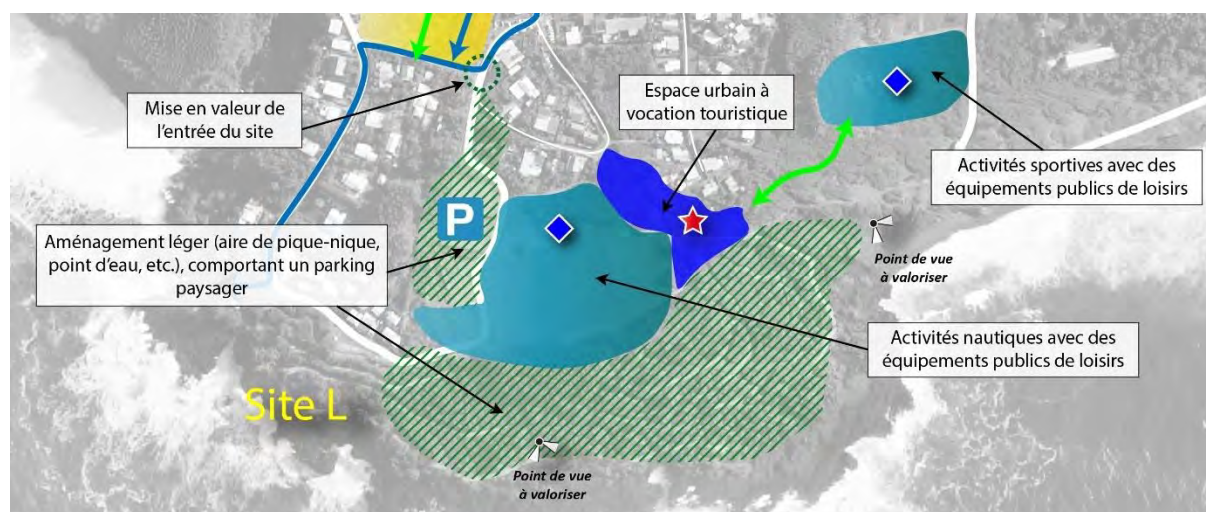 Mise en valeur de
l'entrée du site
Espace urbain à
vocation touristique
Activités sportives avec des
équipements publics de loisirs
P
Aménagement léger (aire de pique-nique,
point d'eau, etc.), comportant un parking
paysager
Point de vue
à valoriser
Activités nautiques avec des
équipements publics de loisirs
Site L
Point de vue
à valoriser